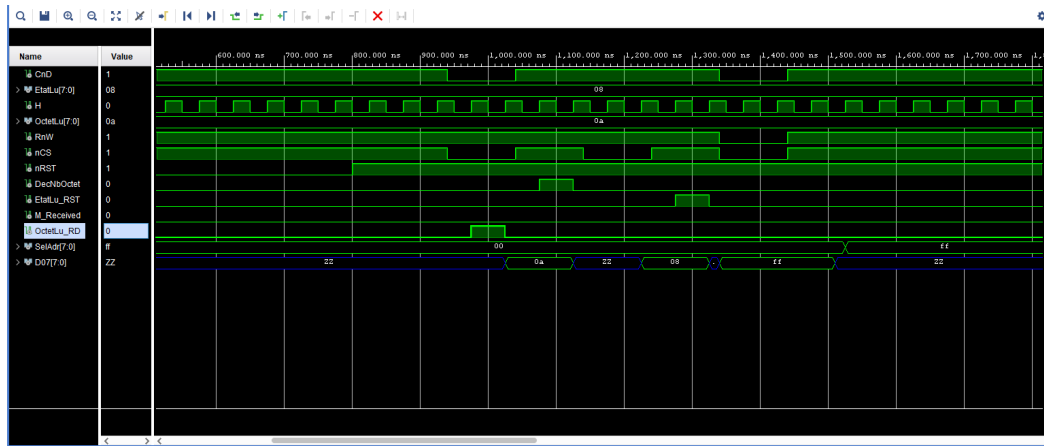 Name Value
600.000 ns 700.000 ns 800.000 ns 900.000 ns 1,000.000 ns 1,100.000 ns 1,200.000 ns 1,300.000 ns 1,400.000 ns 1,500.000 ns 1,600.000 ns 1,700.000 ns
CnD 1
EtatLu[7:0] 08 08
H 0
OctetLu[7:0] 0a 0a
RnW 1
nCS 1
nRST 1
DecNbOctet 0
EtatLu_RST 0
M_Received 0
OctetLu_RD 0
SelAdr[7:0] ff 00 ff
D07[7:0] ZZ ZZ 0a ZZ 08 . ff ZZ